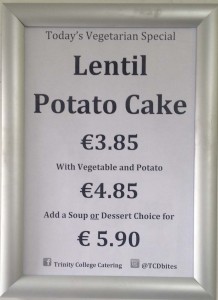 Today's Vegetarian Special
Lentil
Potato Cake
€3.85
With Vegetable and Potato
€4.85
Add a Soup or Dessert Choice for
€ 5.90
Trinity College Catering @TCDbites